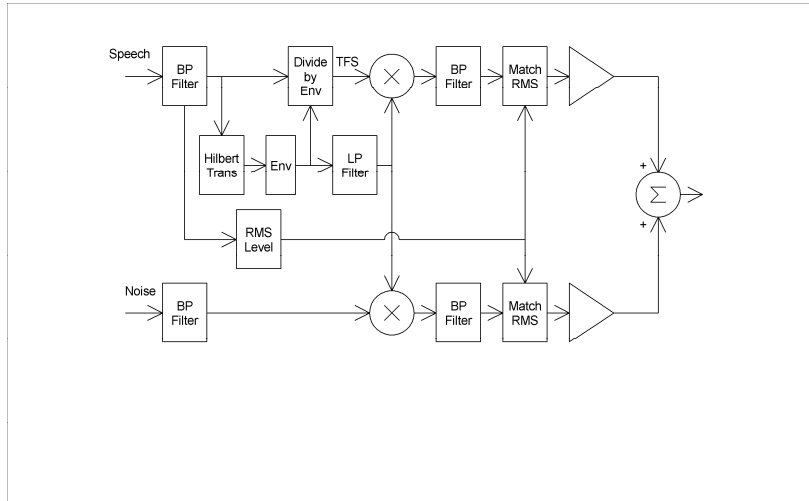 Speech
BP
Filter
Divide
by
Env
TFS
BP
Filter
Match
RMS
Hilbert
Trans
Env
LP
Filter
+
Σ
+
RMS
Level
Noise
BP
Filter
BP
Filter
Match
RMS